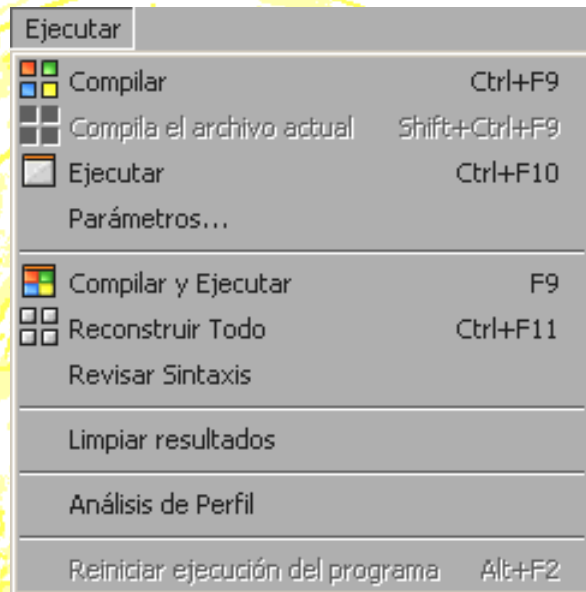 Ejecutar
Compilar Ctrl+F9
Compila el archivo actual Shift+Ctrl+F9
Ejecutar Ctrl+F10
Parámetros...
Compilar y Ejecutar F9
Reconstruir Todo Ctrl+F11
Revisar Sintaxis
Limpiar resultados
Análisis de Perfil
Reiniciar ejecución del programa Alt+F2